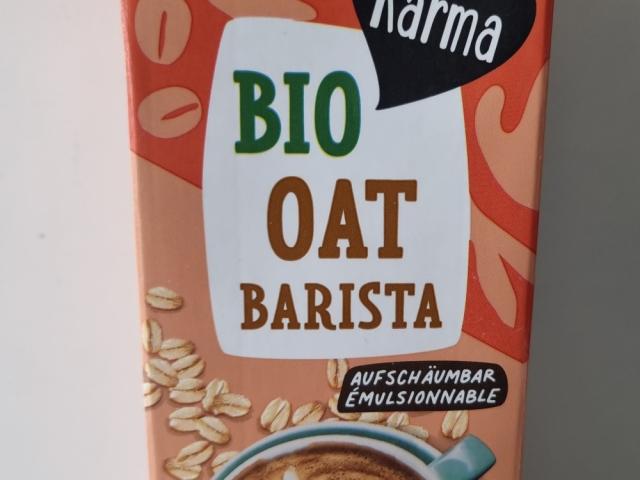 Karma
BIO
OAT
BARISTA
AUFSCHÄUMBAR
ÉMULSIONNABLE